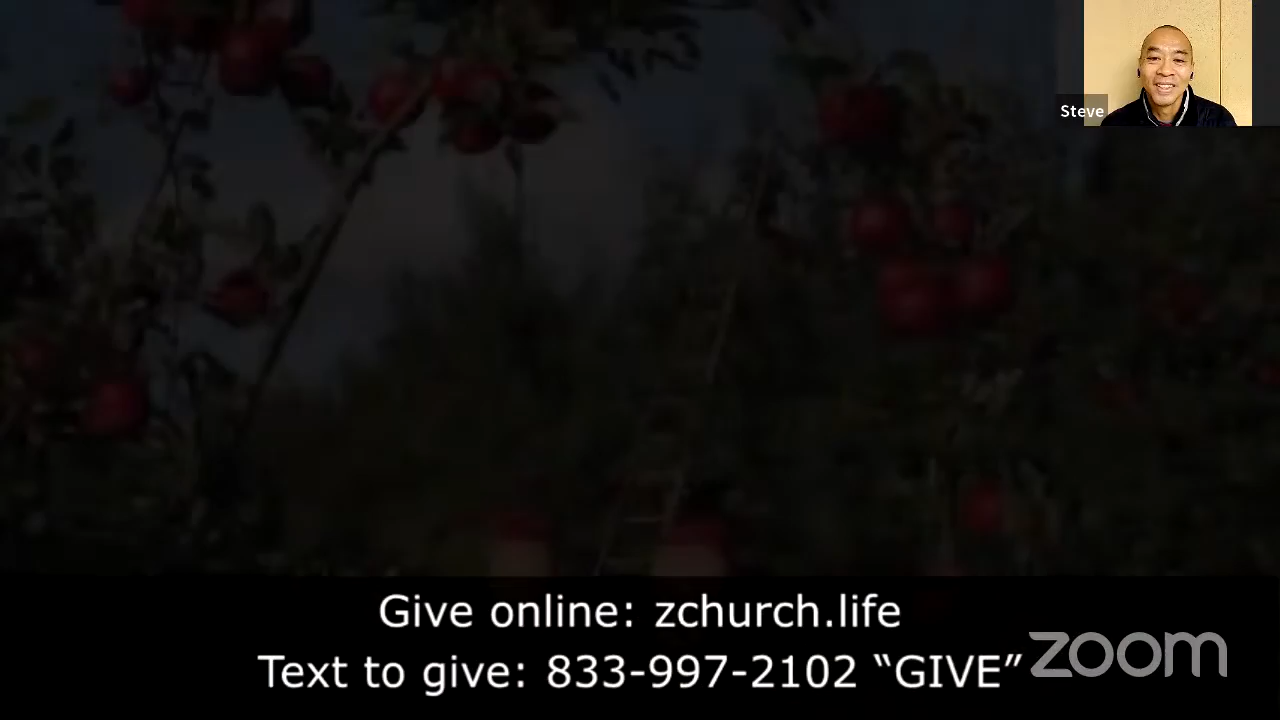 Steve
Give online: zchurch.life
Text to give: 833-997-2102 “GIVE”
zoom